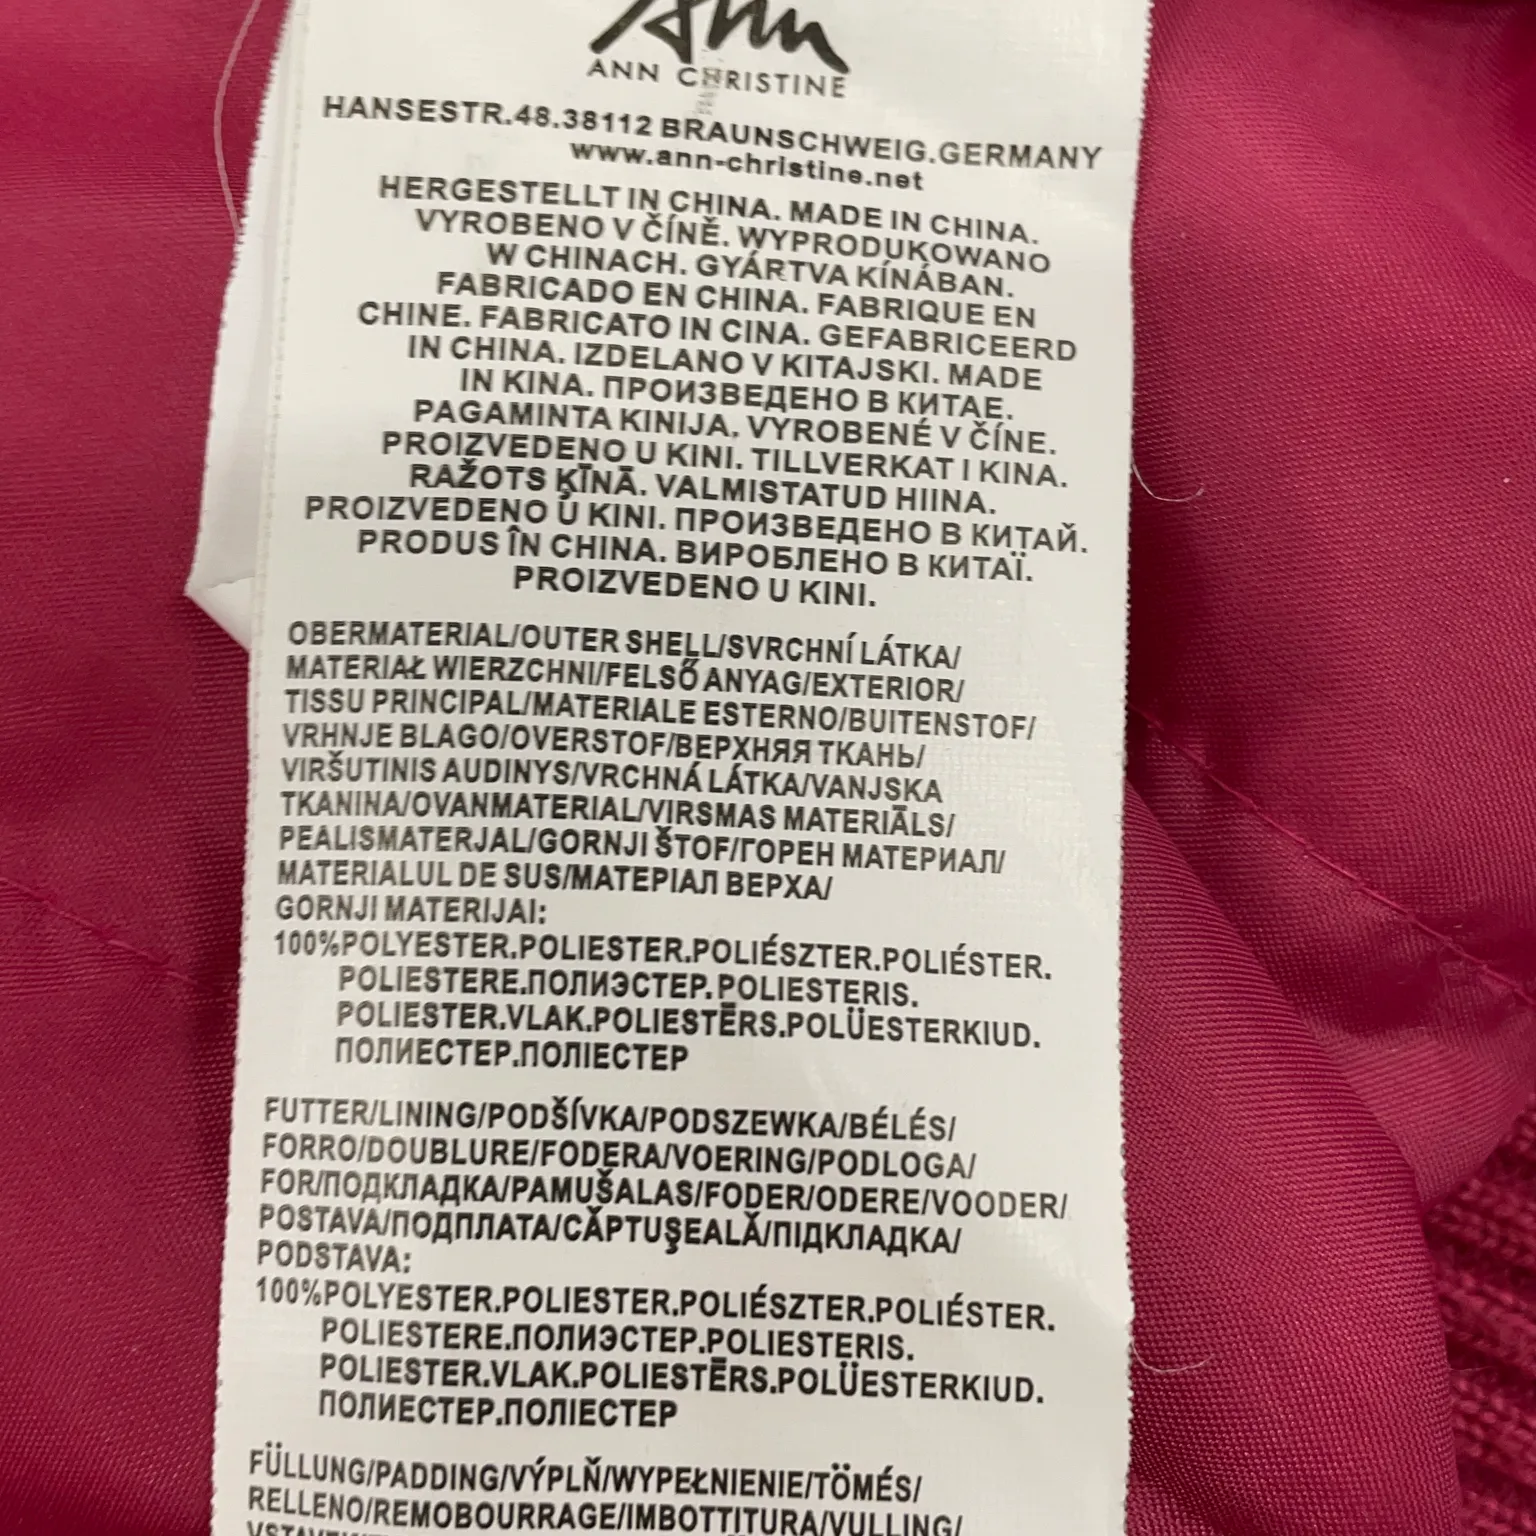 Ann
ANN CHRISTINE
HANSESTR.48.38112 BRAUNSCHWEIG.GERMANY
www.ann-christine.net
HERGESTELLT IN CHINA. MADE IN CHINA.
VYROBENO V ČÍNĚ. WYPRODUKOWANO
W CHINACH. GYÁRTVA KÍNÁBAN.
FABRICADO EN CHINA. FABRIQUE EN
CHINE. FABRICATO IN CINA. GEFABRICEERD
IN CHINA. IZDELANO V KITAJSKI. MADE
IN KINA. ПРОИЗВЕДЕНО В КИТАЕ.
PAGAMINTA KINIJA. VYROBENÉ V ČÍNE.
PROIZVEDENO U KINI. TILLVERKAT I KINA.
RAŽOTS ĶĪNĀ. VALMISTATUD HIINA.
PROIZVEDENO U KINI. ПРОИЗВЕДЕНО В КИТАЙ.
PRODUS ÎN CHINA. ВИРОБЛЕНО В КИТАЇ.
PROIZVEDENO U KINI.
OBERMATERIAL/OUTER SHELL/SVRCHNÍ LÁTKA/
MATERIAŁ WIERZCHNI/FELSŐ ANYAG/EXTERIOR/
TISSU PRINCIPAL/MATERIALE ESTERNO/BUITENSTOF/
VRHNJE BLAGO/OVERSTOF/ВЕРХНЯЯ ТКАНЬ/
VIRŠUTINIS AUDINYS/VRCHNÁ LÁTKA/VANJSKA
TKANINA/OVANMATERIAL/VIRSMAS MATERIĀLS/
PEALISMATERJAL/GORNJI ŠTOF/ГОРЕН МАТЕРИАЛ/
MATERIALUL DE SUS/МАТЕРІАЛ ВЕРХА/
GORNJI MATERIJAI:
100%POLYESTER.POLIESTER.POLIÉSZTER.POLIÉSTER.
POLIESTERE.ПОЛИЭСТЕР.POLIESTERIS.
POLIESTER.VLAK.POLIESTĒRS.POLÜESTERKIUD.
ПОЛИЕСТЕР.ПОЛІЕСТЕР
FUTTER/LINING/PODŠÍVKA/PODSZEWKA/BÉLÉS/
FORRO/DOUBLURE/FODERA/VOERING/PODLOGA/
FOR/ПОДКЛАДКА/PAMUŠALAS/FODER/ODERE/VOODER/
POSTAVA/ПОДПЛАТА/CĂPTUŞEALĂ/ПІДКЛАДКА/
PODSTAVA:
100%POLYESTER.POLIESTER.POLIÉSZTER.POLIÉSTER.
POLIESTERE.ПОЛИЭСТЕР.POLIESTERIS.
POLIESTER.VLAK.POLIESTĒRS.POLÜESTERKIUD.
ПОЛИЕСТЕР.ПОЛІЕСТЕР
FÜLLUNG/PADDING/VÝPLŇ/WYPEŁNIENIE/TÖMÉS/
RELLENO/REMOBOURRAGE/IMBOTTITURA/VULLING/